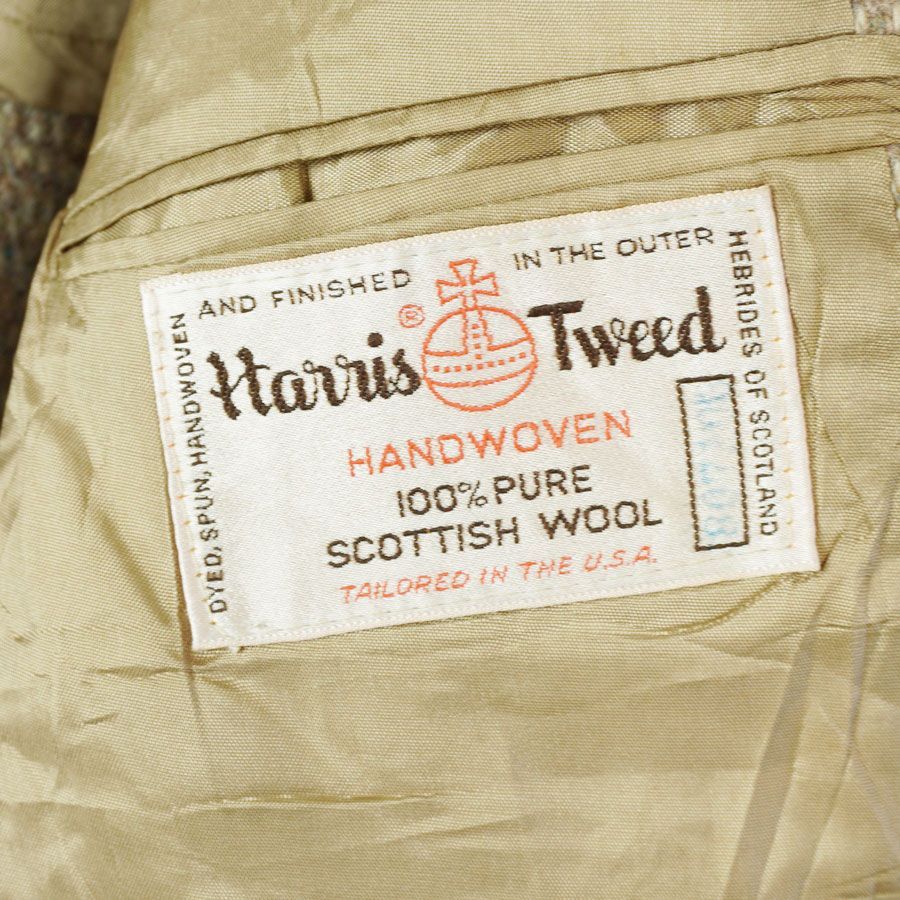 DYED, SPUN, HANDWOVEN
AND FINISHED IN THE OUTER
HEBRIDES OF SCOTLAND
Harris ® Tweed
HANDWOVEN
100% PURE
SCOTTISH WOOL
TAILORED IN THE U.S.A.